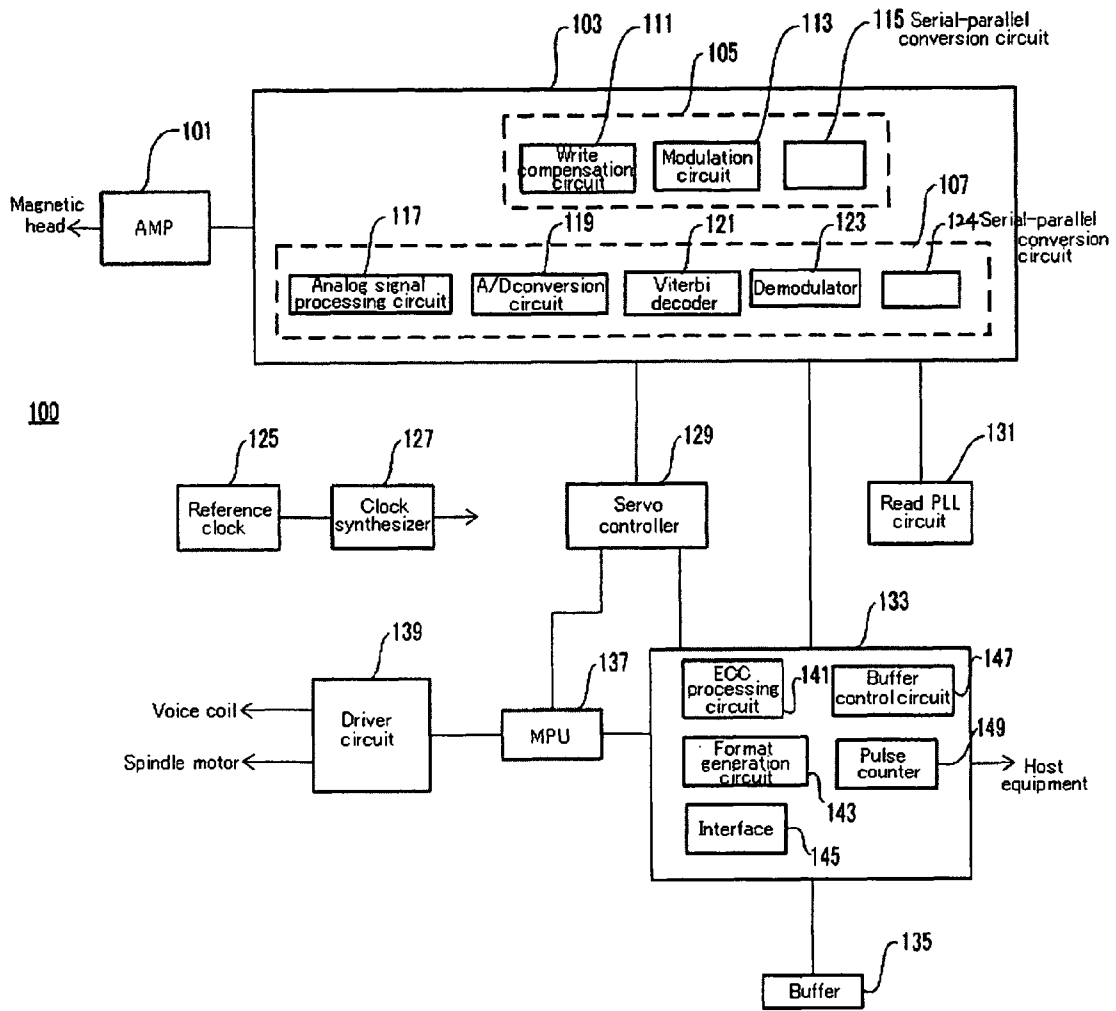 103
111
113
115 Serial-parallel
conversion circuit
105
101
Write
compensation
circuit
Modulation
circuit
107
Magnetic
head
AMP
117
119
121
123
124 Serial-parallel
conversion
circuit
Analog signal
processing circuit
A/Dconversion
circuit
Viterbi
decoder
Demodulator
100
125
127
129
131
Reference
clock
Clock
synthesizer
Servo
controller
Read PLL
circuit
139
137
133
ECC
processing
circuit
141
Buffer
control circuit
147
Voice coil
Spindle motor
Driver
circuit
MPU
Format
generation
circuit
143
Pulse
counter
149
Host
equipment
Interface
145
135
Buffer